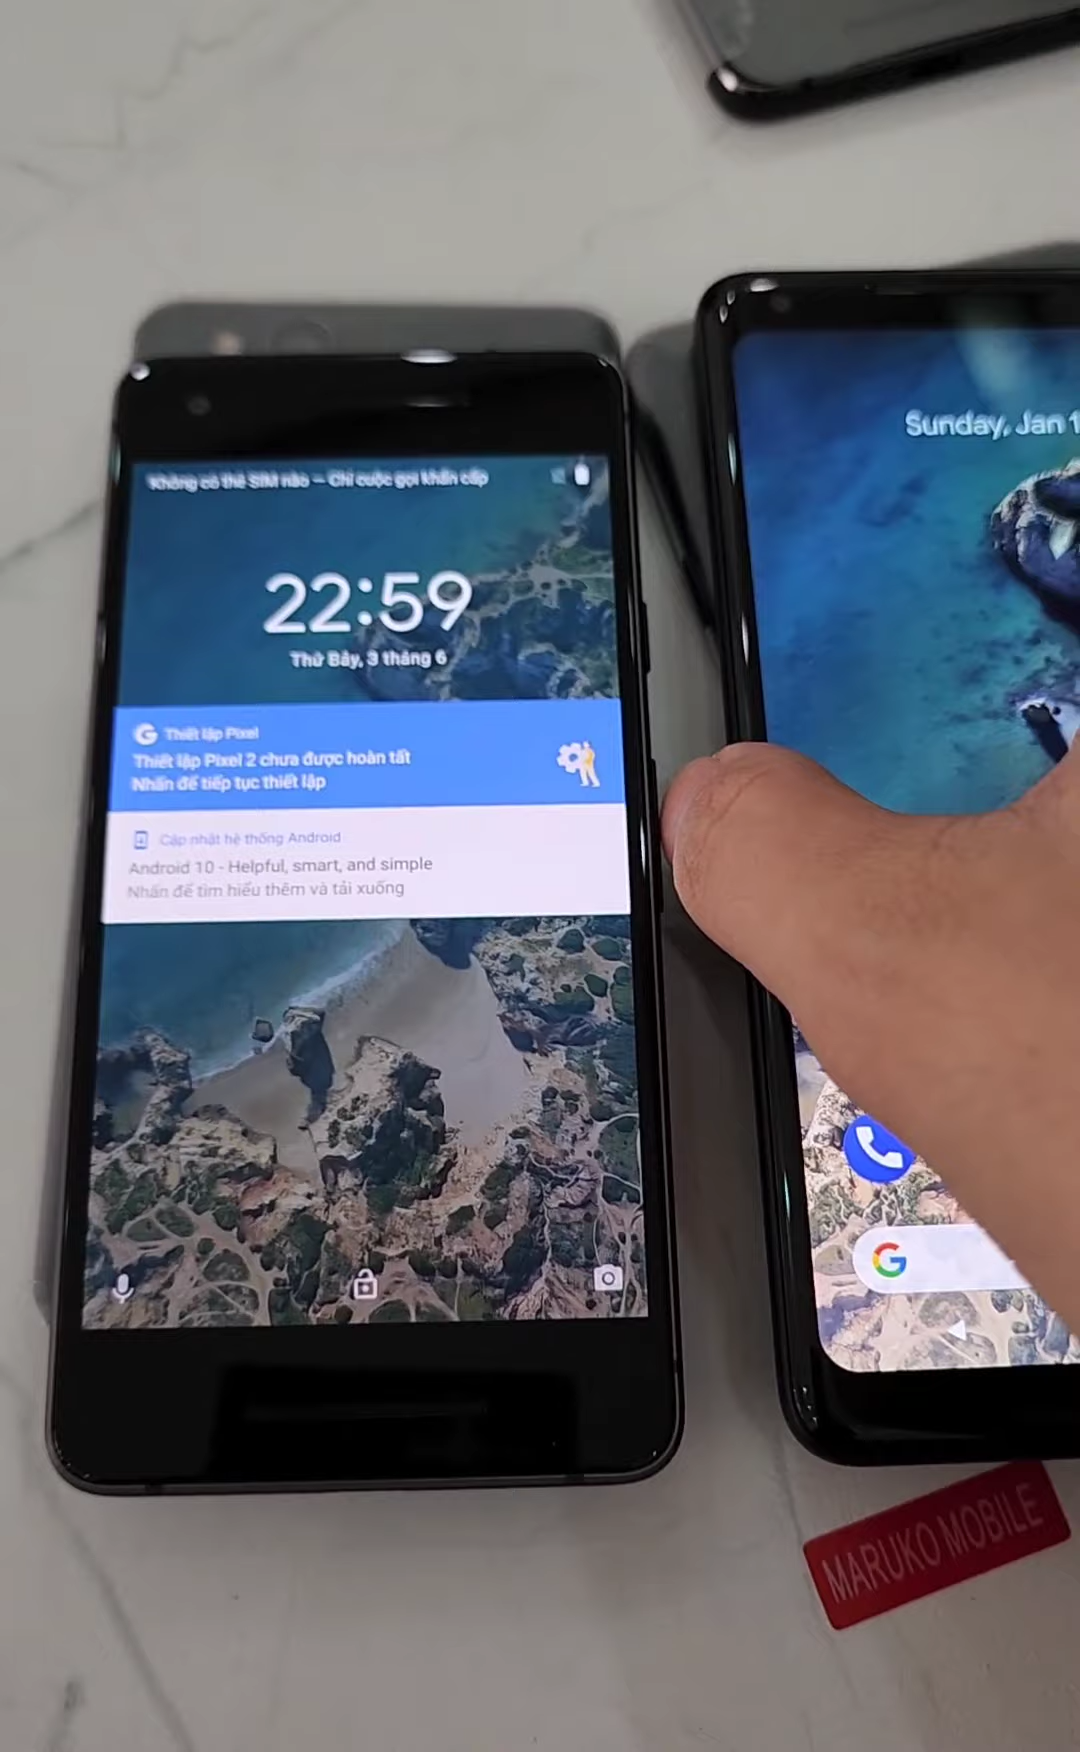 Không có thẻ SIM nào – Chỉ cuộc gọi khẩn cấp
22:59
Thứ Bảy, 3 tháng 6
Thiết lập Pixel
Thiết lập Pixel 2 chưa được hoàn tất
Nhấn để tiếp tục thiết lập
Cập nhật hệ thống Android
Android 10 - Helpful, smart, and simple
Nhấn để tìm hiểu thêm và tải xuống
Sunday, Jan 1
MARUKO MOBILE